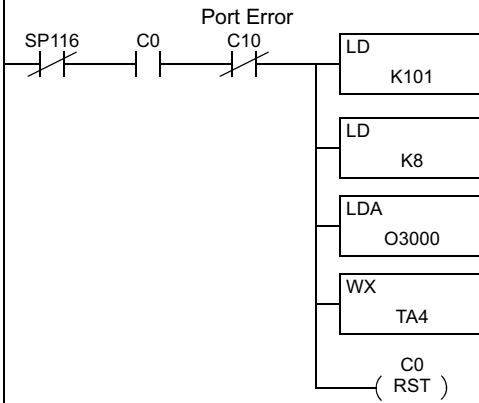 Port Error
SP116 C0 C10
LD
K101
LD
K8
LDA
O3000
WX
TA4
C0
RST